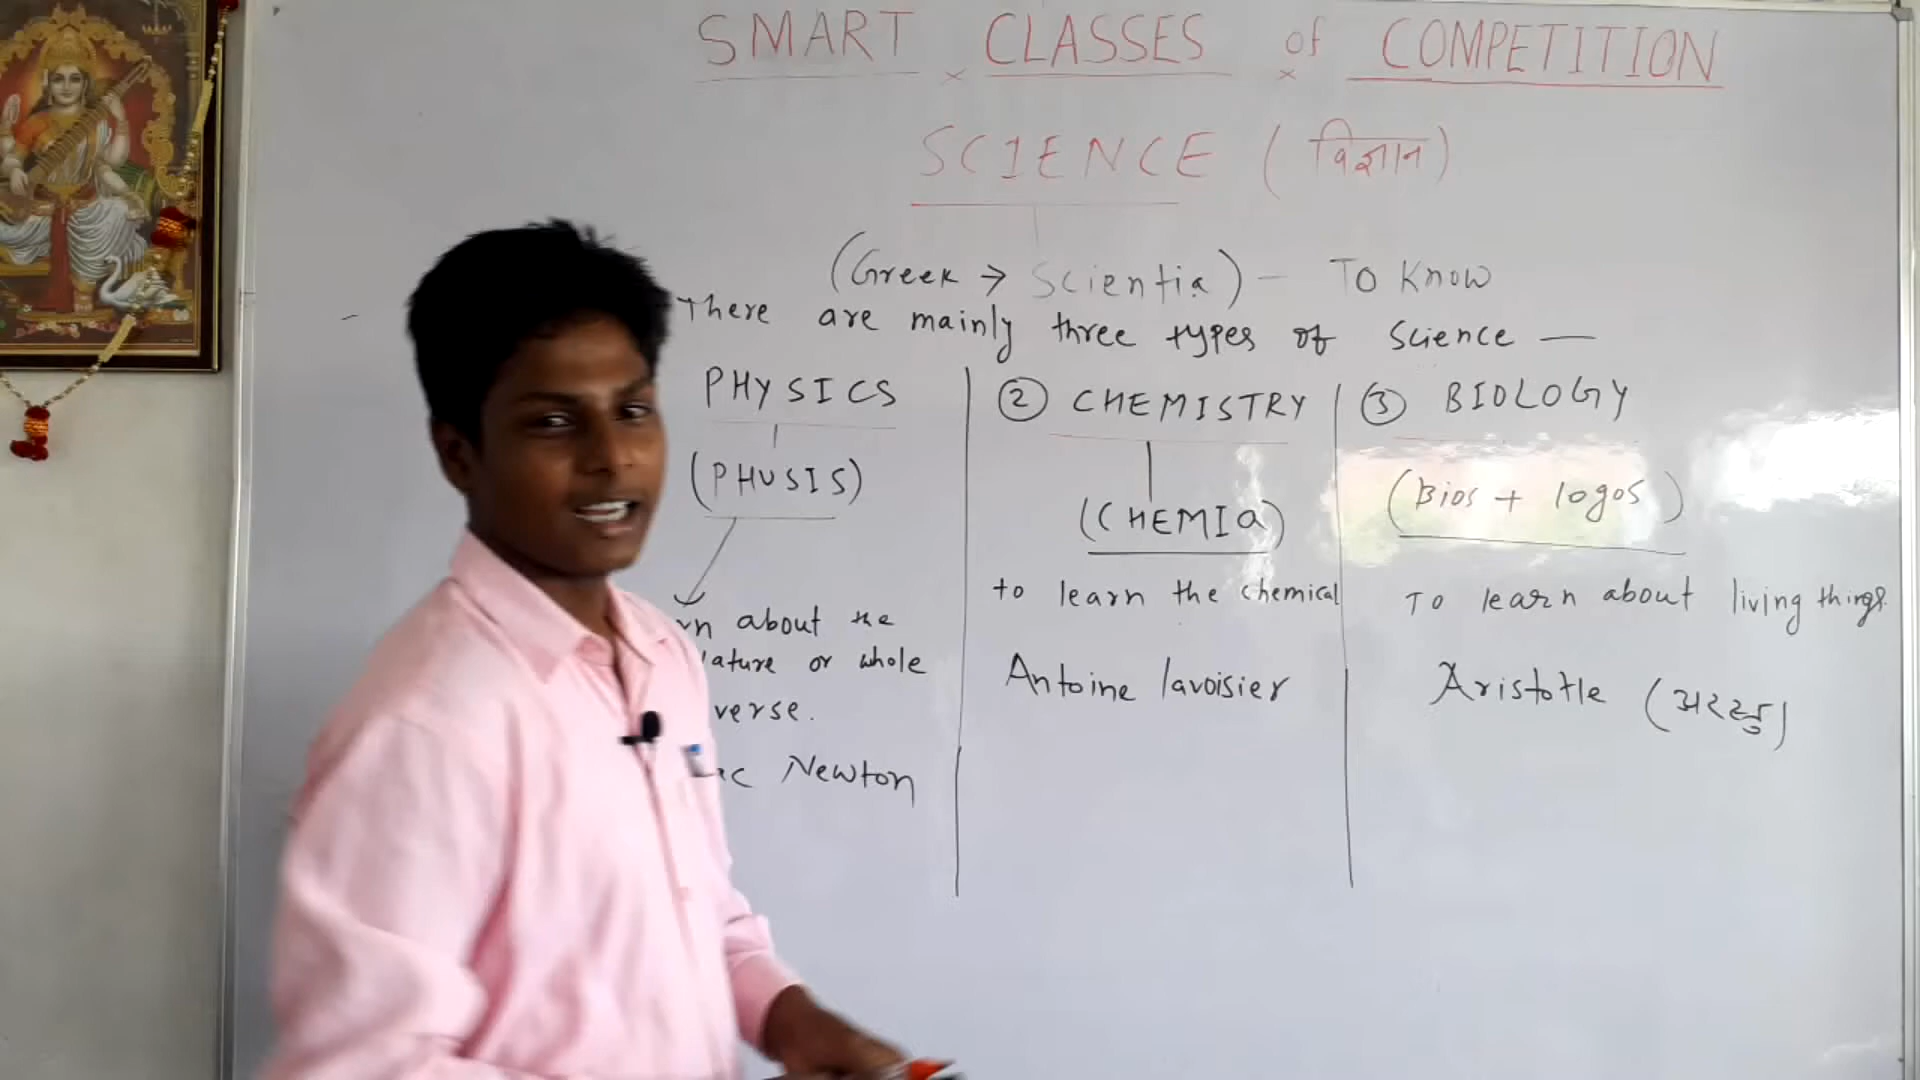 SMART CLASSES of COMPETITION
SCIENCE (विज्ञान)
(Greek → Scientia) - To Know
There are mainly three types of Science —
PHYSICS
(PHUSIS)
about the
or whole
verse.
Newton
② CHEMISTRY
(CHEMIa)
to learn the chemical
Antoine lavoisier
③ BIOLOGY
(Bios + logos)
To learn about living things.
Aristotle (अरस्तु)